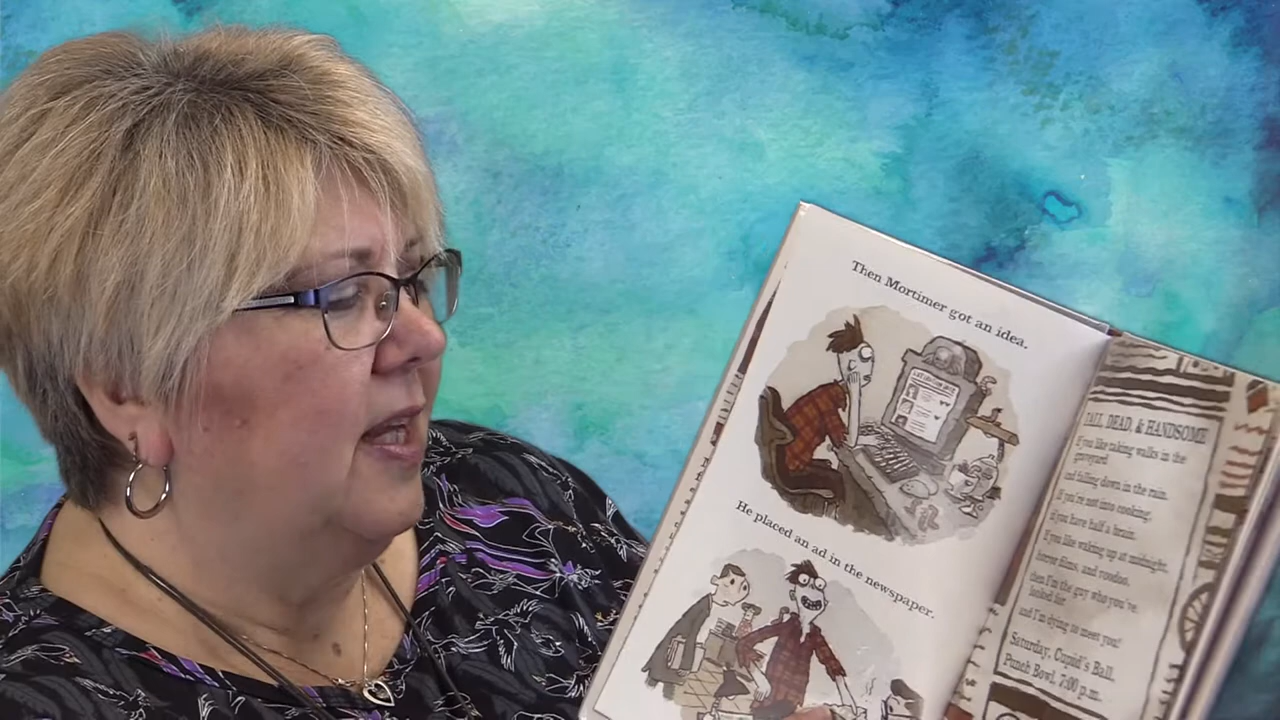 Then Mortimer got an idea.
He placed an ad in the newspaper.
TALL, DEAD, & HANDSOME
If you like taking walks in the
graveyard
and falling down in the rain.
If you're not into cooking,
if you have half a brain.
If you like waking up at midnight,
horror films, and voodoo,
then I'm the guy who you've
looked for
and I'm dying to meet you!
Saturday, Cupid's Ball,
Punch Bowl, 7:00 p.m.